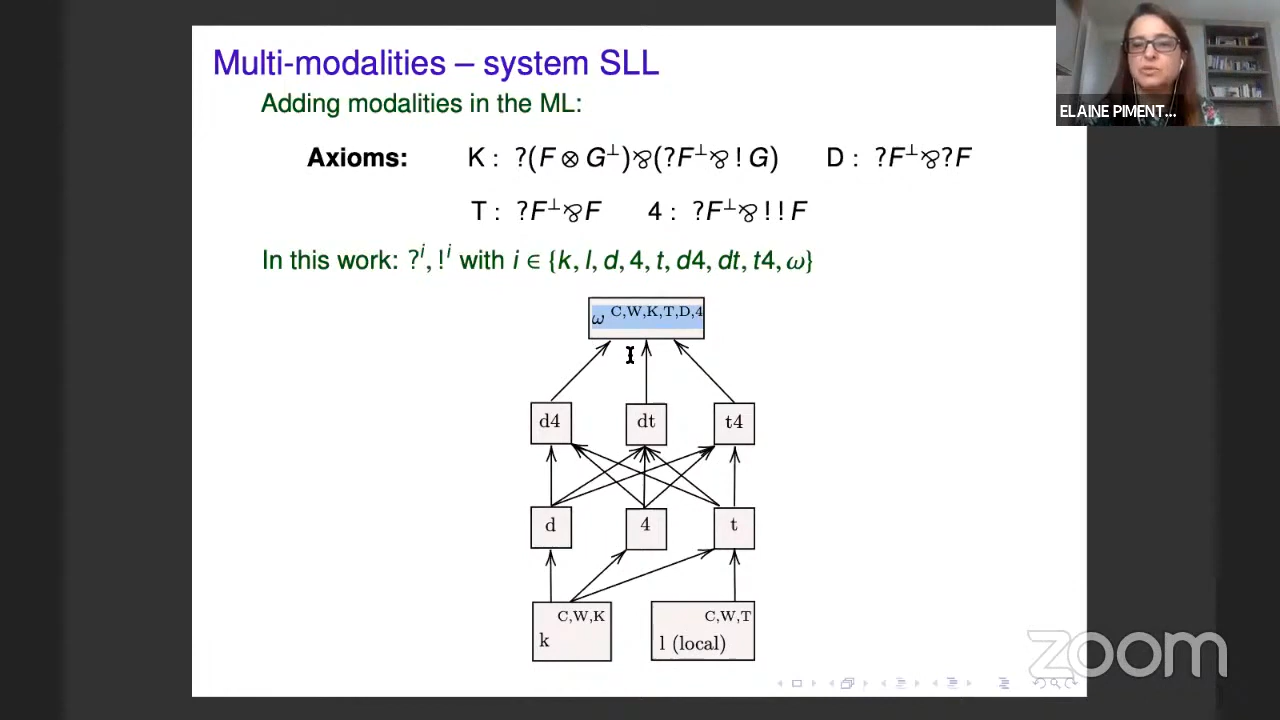 Multi-modalities – system SLL
Adding modalities in the ML:
Axioms: K : ?(F ⊗ G⊥)⅋(?F⊥⅋ ! G) D : ?F⊥⅋?F
T : ?F⊥⅋F 4 : ?F⊥⅋! ! F
In this work: ?ⁱ, !ⁱ with i ∈ {k, l, d, 4, t, d4, dt, t4, ω}
ω C,W,K,T,D,4
d4 dt t4
d 4 t
C,W,K
k
C,W,T
l (local)
ELAINE PIMENT...
zoom